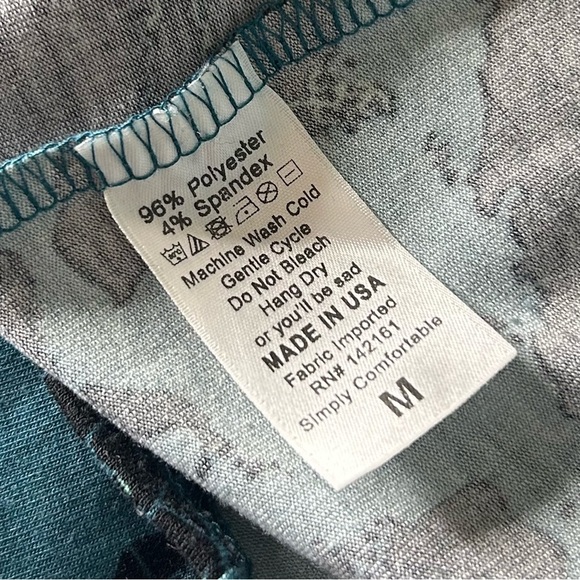 96% Polyester
4% Spandex
Machine Wash Cold
Gentle Cycle
Do Not Bleach
Hang Dry
or you'll be sad
MADE IN USA
Fabric Imported
RN# 142161
Simply Comfortable
M